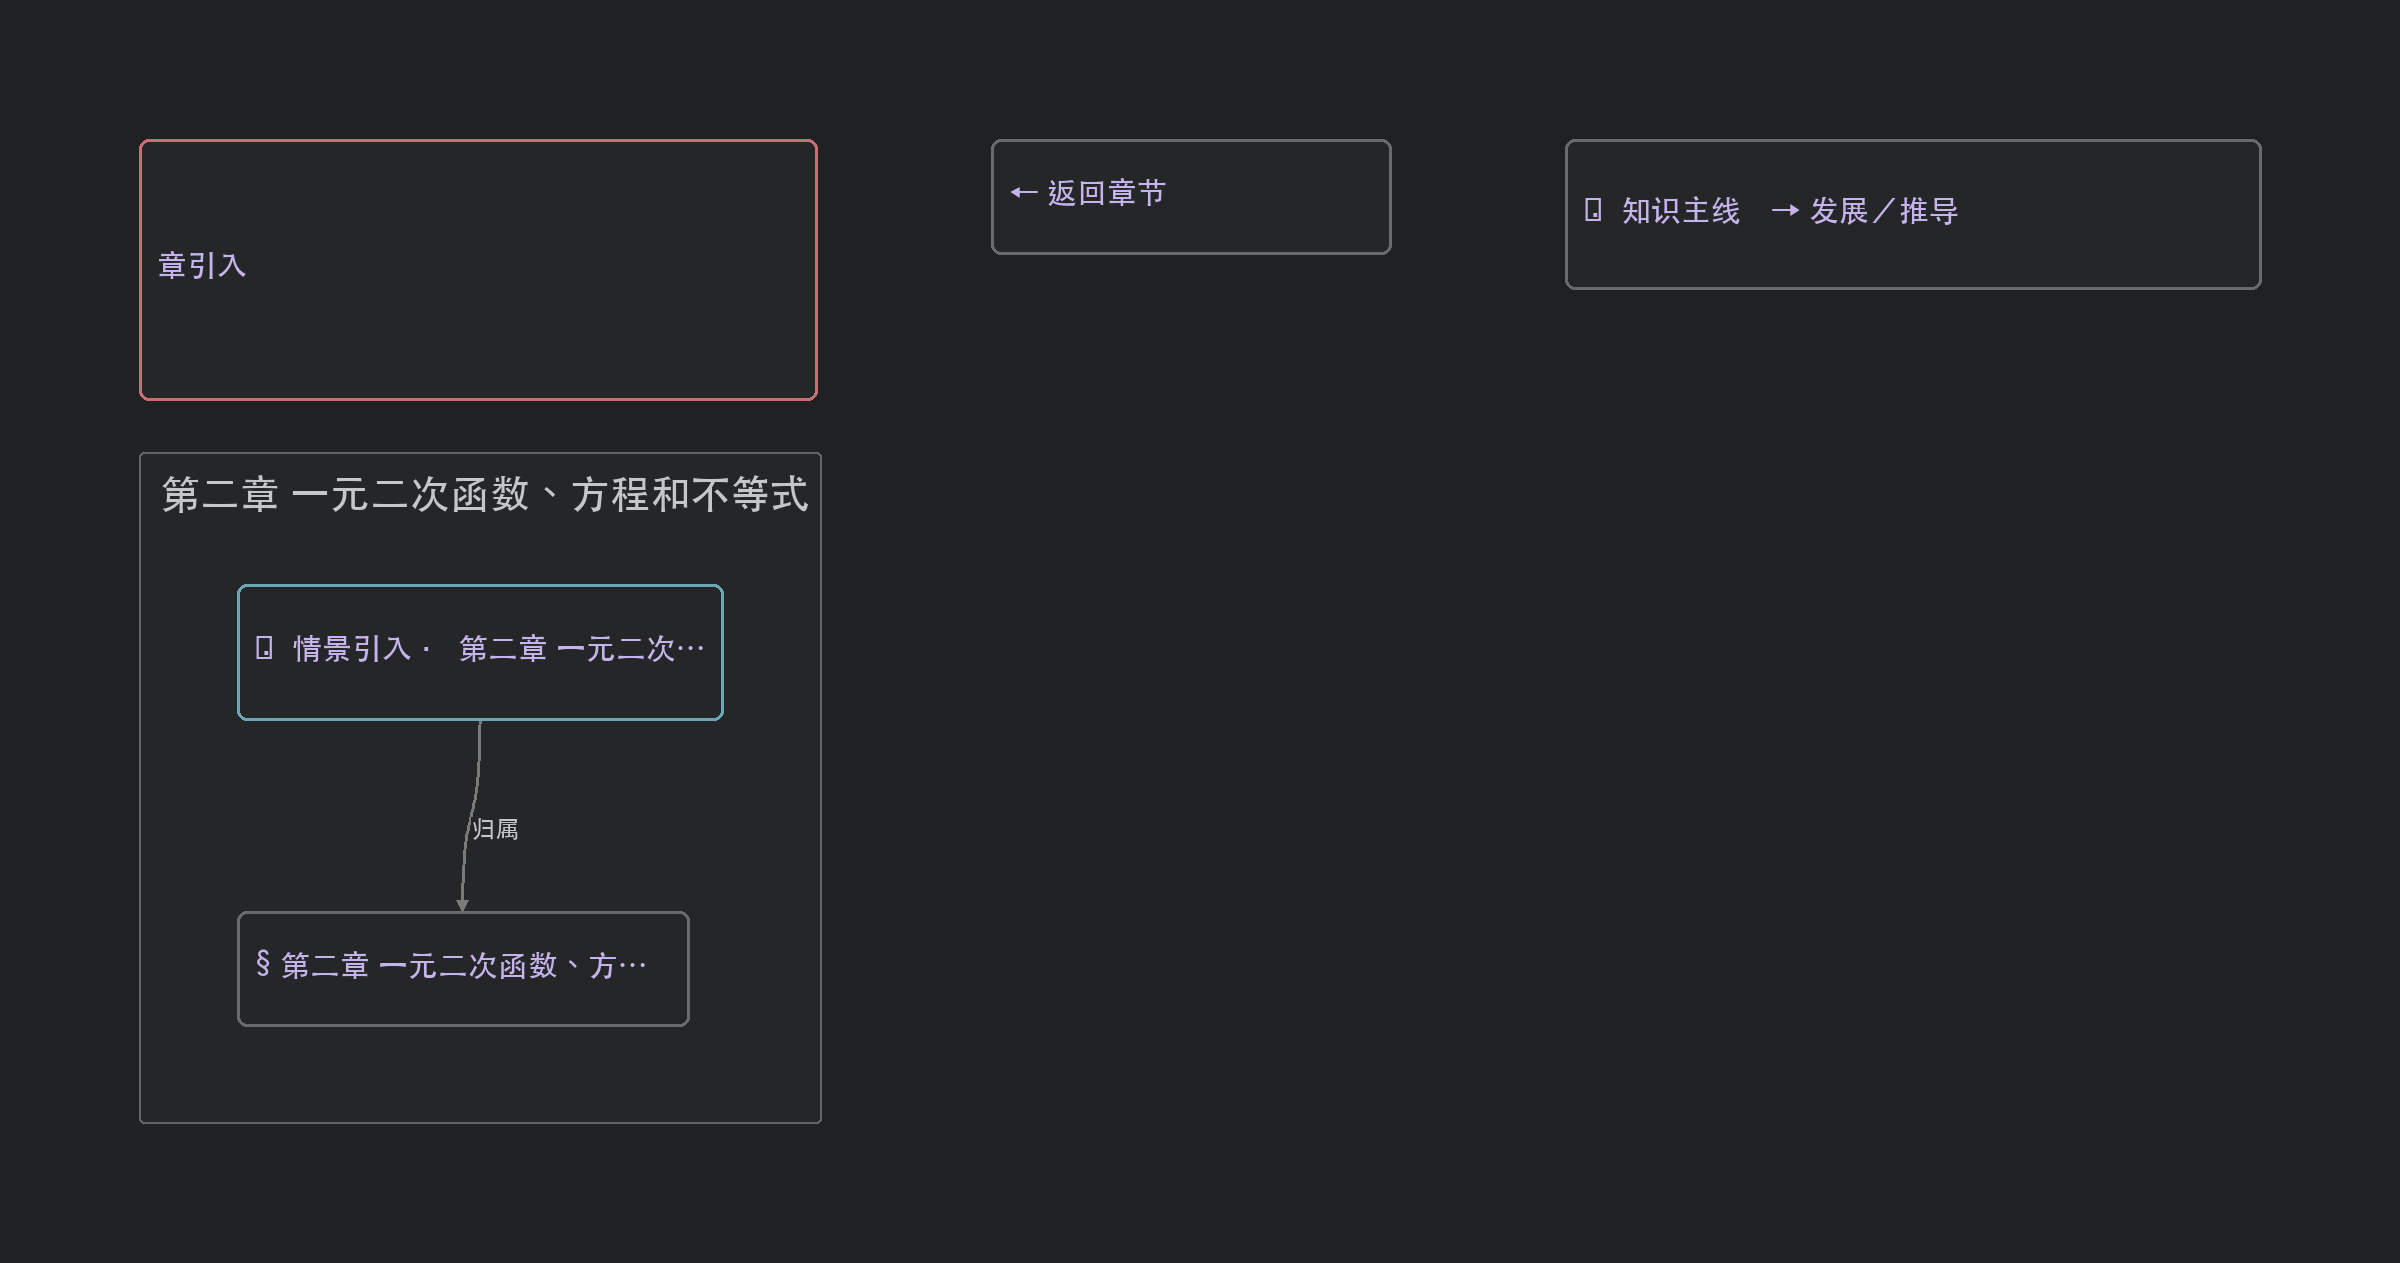 章引入
← 返回章节
知识主线 → 发展／推导
第二章 一元二次函数、方程和不等式
情景引入 · 第二章 一元二次…
归属
§ 第二章 一元二次函数、方…